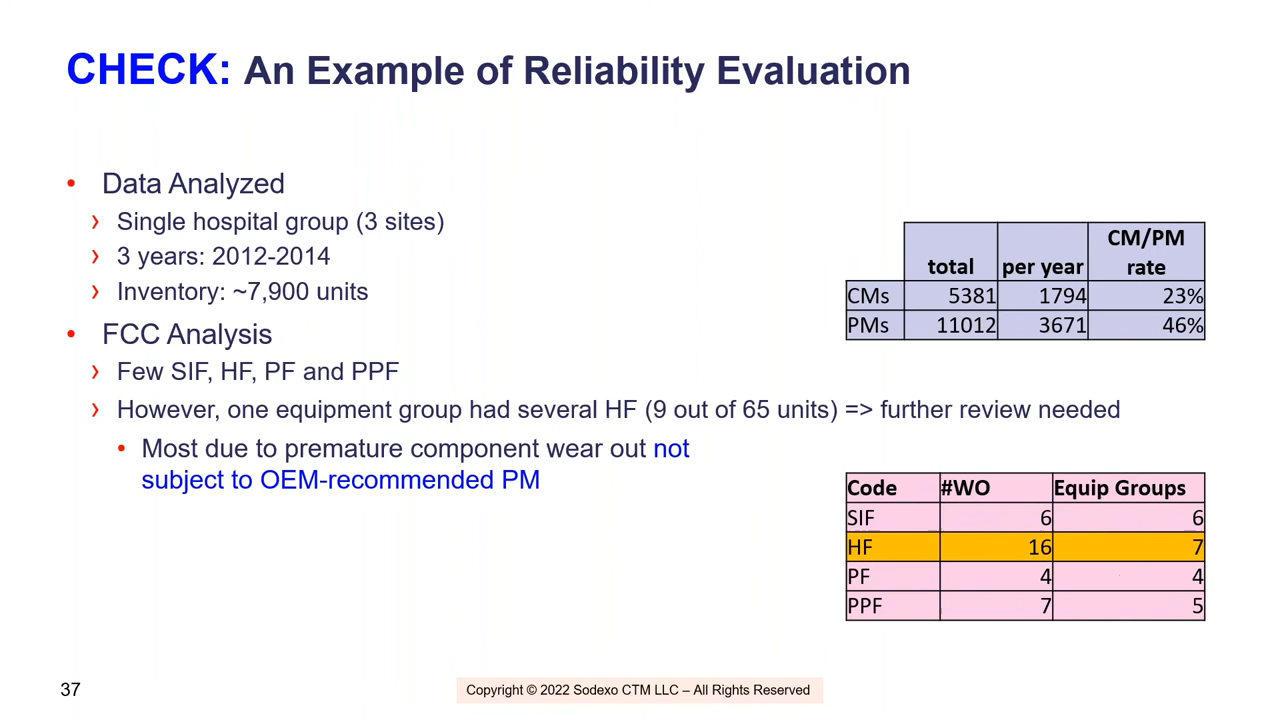 CHECK: An Example of Reliability Evaluation
• Data Analyzed
› Single hospital group (3 sites)
› 3 years: 2012-2014
› Inventory: ~7,900 units
• FCC Analysis
› Few SIF, HF, PF and PPF
› However, one equipment group had several HF (9 out of 65 units) => further review needed
• Most due to premature component wear out not
subject to OEM-recommended PM
total per year CM/PM rate
CMs 5381 1794 23%
PMs 11012 3671 46%
Code #WO Equip Groups
SIF 6 6
HF 16 7
PF 4 4
PPF 7 5
37
Copyright © 2022 Sodexo CTM LLC – All Rights Reserved